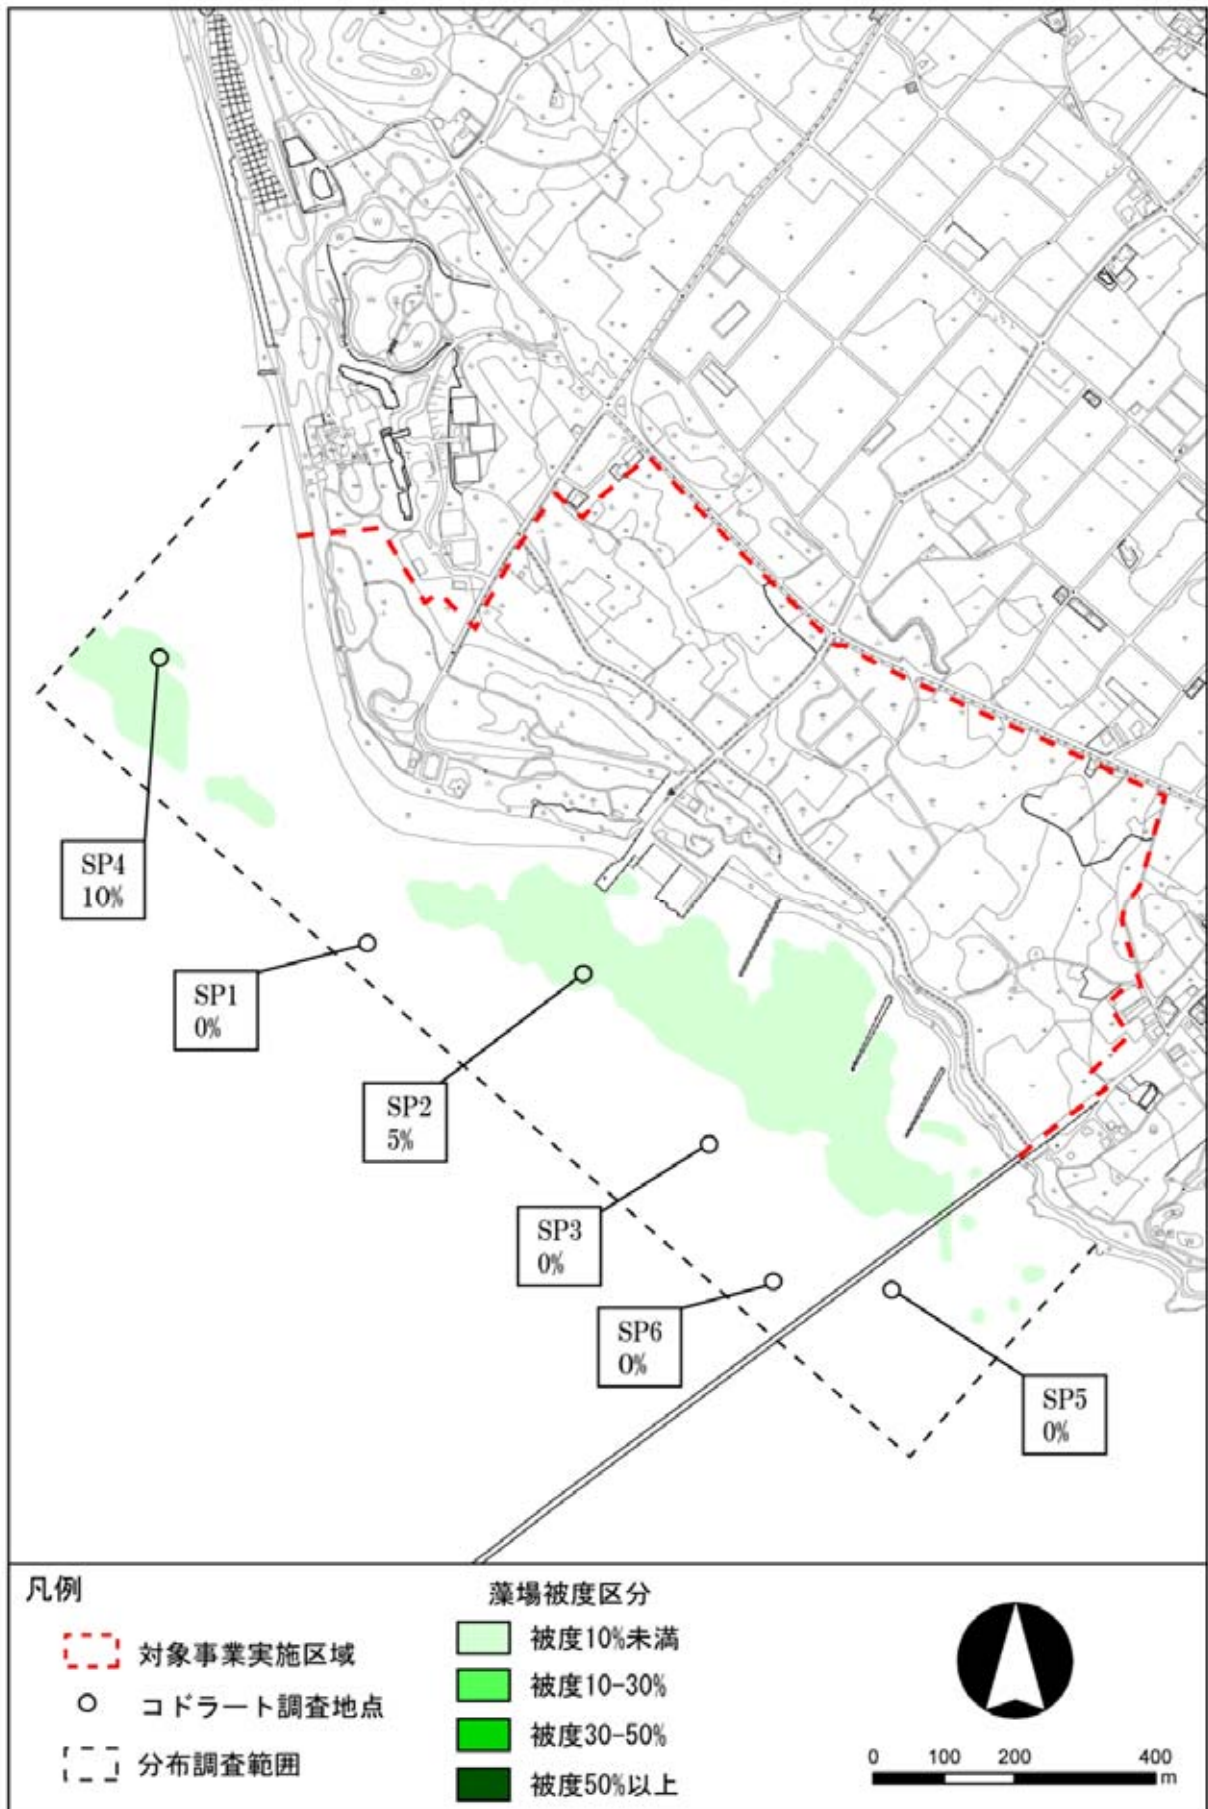 SP4
10%
SP1
0%
SP2
5%
SP3
0%
SP6
0%
SP5
0%
凡例
対象事業実施区域
コドラート調査地点
分布調査範囲
藻場被度区分
被度10%未満
被度10-30%
被度30-50%
被度50%以上
0 100 200 400
m